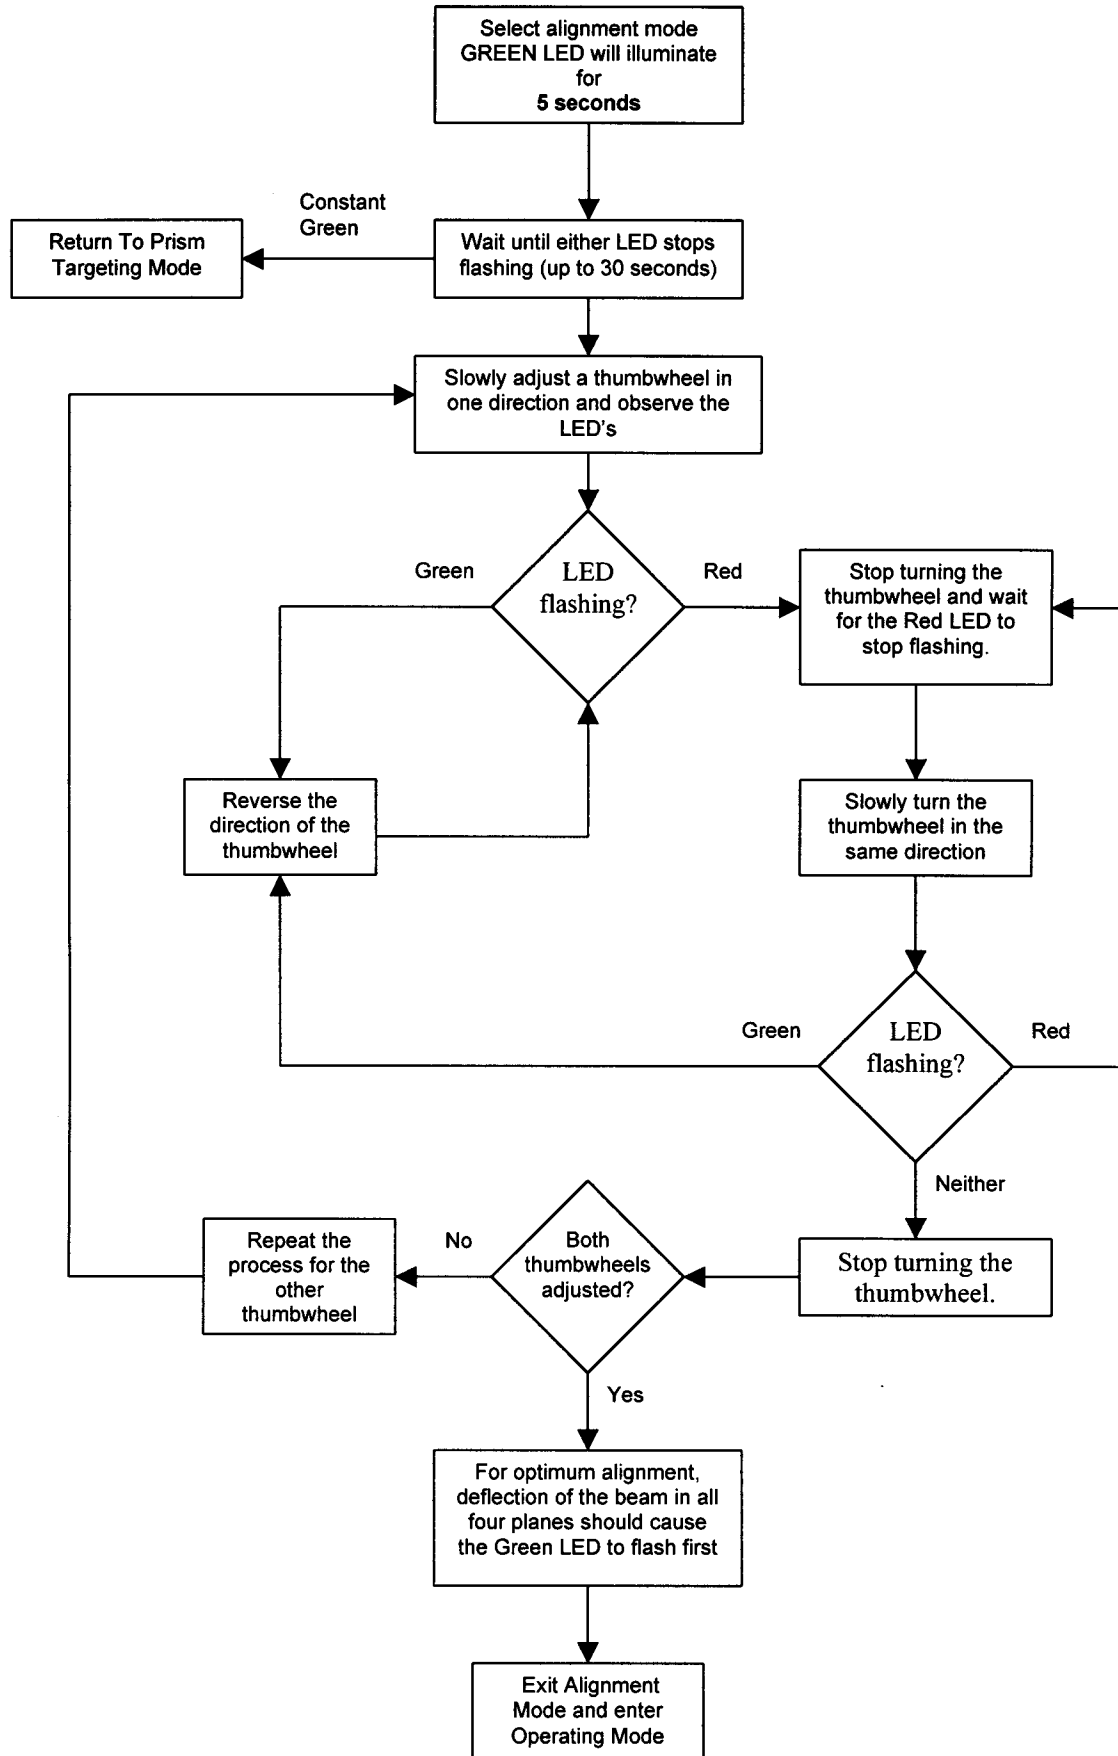 Select alignment mode
GREEN LED will illuminate
for
5 seconds
Constant
Green
Return To Prism
Targeting Mode
Wait until either LED stops
flashing (up to 30 seconds)
Slowly adjust a thumbwheel in
one direction and observe the
LED's
Green
LED
flashing?
Red
Stop turning the
thumbwheel and wait
for the Red LED to
stop flashing.
Reverse the
direction of the
thumbwheel
Slowly turn the
thumbwheel in the
same direction
Green
LED
flashing?
Red
Neither
Repeat the
process for the
other
thumbwheel
No
Both
thumbwheels
adjusted?
Stop turning the
thumbwheel.
Yes
For optimum alignment,
deflection of the beam in all
four planes should cause
the Green LED to flash first
Exit Alignment
Mode and enter
Operating Mode